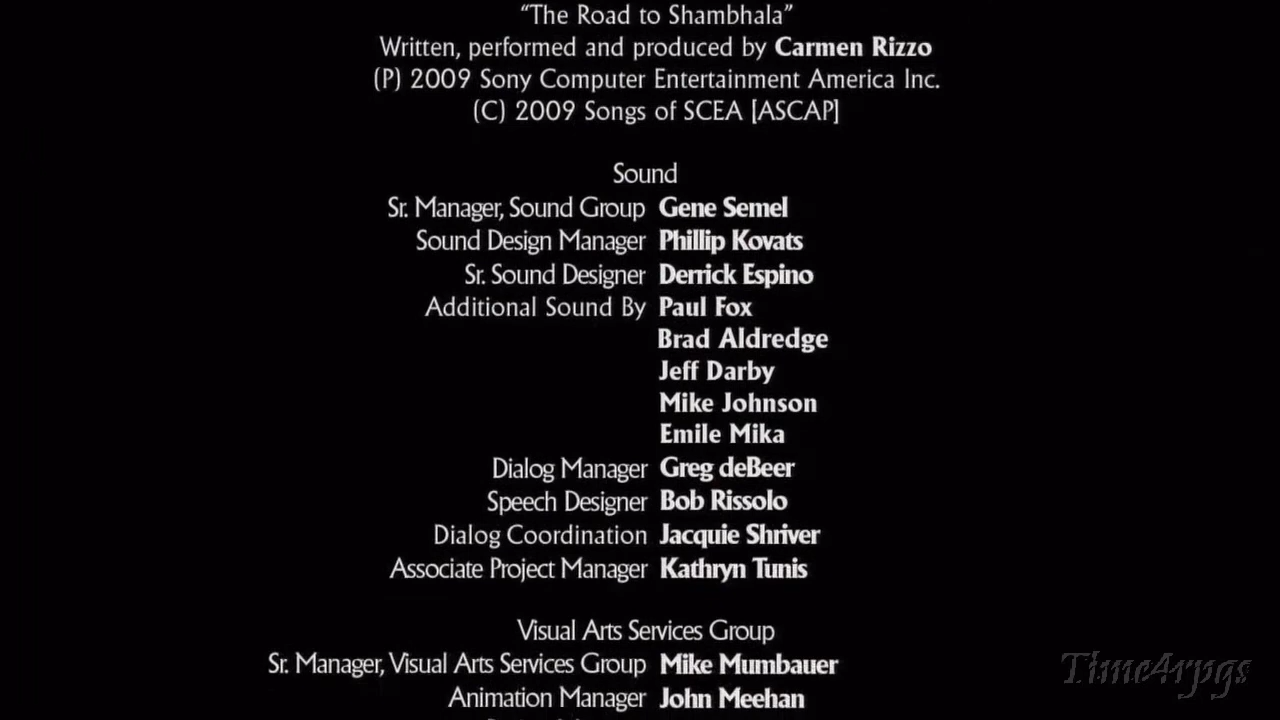 “The Road to Shambhala”
Written, performed and produced by Carmen Rizzo
(P) 2009 Sony Computer Entertainment America Inc.
(C) 2009 Songs of SCEA [ASCAP]
Sound
Sr. Manager, Sound Group Gene Semel
Sound Design Manager Phillip Kovats
Sr. Sound Designer Derrick Espino
Additional Sound By Paul Fox
Brad Aldredge
Jeff Darby
Mike Johnson
Emile Mika
Dialog Manager Greg deBeer
Speech Designer Bob Rissolo
Dialog Coordination Jacquie Shriver
Associate Project Manager Kathryn Tunis
Visual Arts Services Group
Sr. Manager, Visual Arts Services Group Mike Mumbauer
Animation Manager John Meehan
Time4rpgs